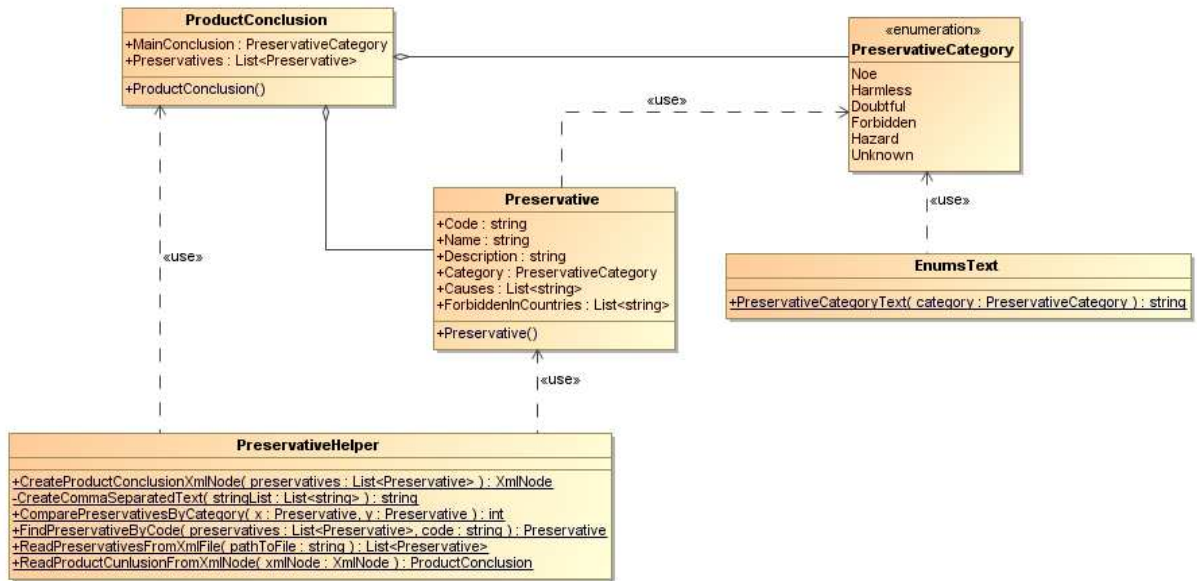 ProductConclusion
+MainConclusion : PreservativeCategory
+Preservatives : List<Preservative>
+ProductConclusion()
«enumeration»
PreservativeCategory
Noe
Harmless
Doubtful
Forbidden
Hazard
Unknown
«use»
Preservative
+Code : string
+Name : string
+Description : string
+Category : PreservativeCategory
+Causes : List<string>
+ForbiddenInCountries : List<string>
+Preservative()
«use»
«use»
EnumsText
+PreservativeCategoryText( category : PreservativeCategory ) : string
«use»
PreservativeHelper
+CreateProductConclusionXmlNode( preservatives : List<Preservative> ) : XmlNode
-CreateCommaSeparatedText( stringList : List<string> ) : string
+ComparePreservativesByCategory( x : Preservative, y : Preservative ) : int
+FindPreservativeByCode( preservatives : List<Preservative>, code : string ) : Preservative
+ReadPreservativesFromXmlFile( pathToFile : string ) : List<Preservative>
+ReadProductCunlusionFromXmlNode( xmlNode : XmlNode ) : ProductConclusion